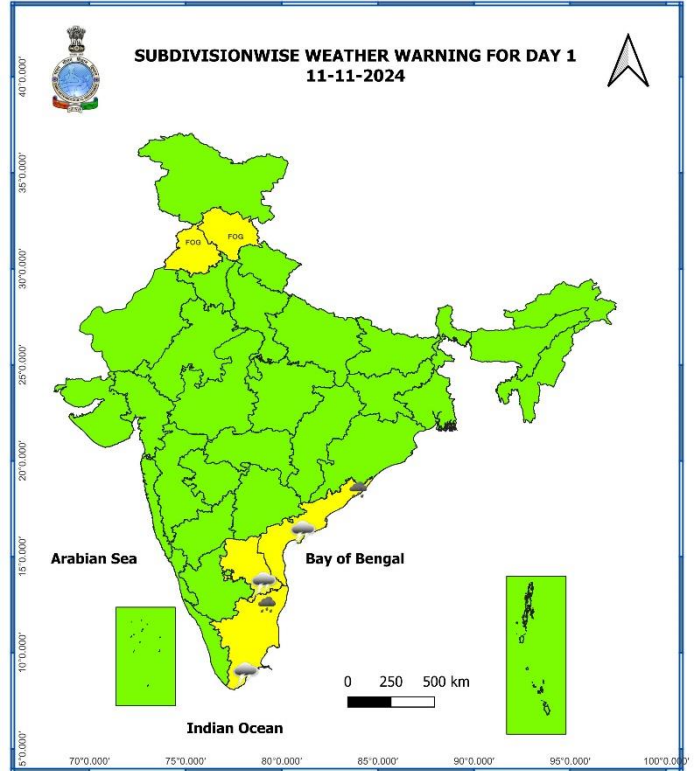 SUBDIVISIONWISE WEATHER WARNING FOR DAY 1
11-11-2024
40°0.000'
35°0.000'
FOG
FOG
30°0.000'
25°0.000'
20°0.000'
15°0.000'
Arabian Sea
Bay of Bengal
10°0.000'
0 250 500 km
Indian Ocean
5°0.000'
70°0.000' 75°0.000' 80°0.000' 85°0.000' 90°0.000' 95°0.000' 100°0.000'